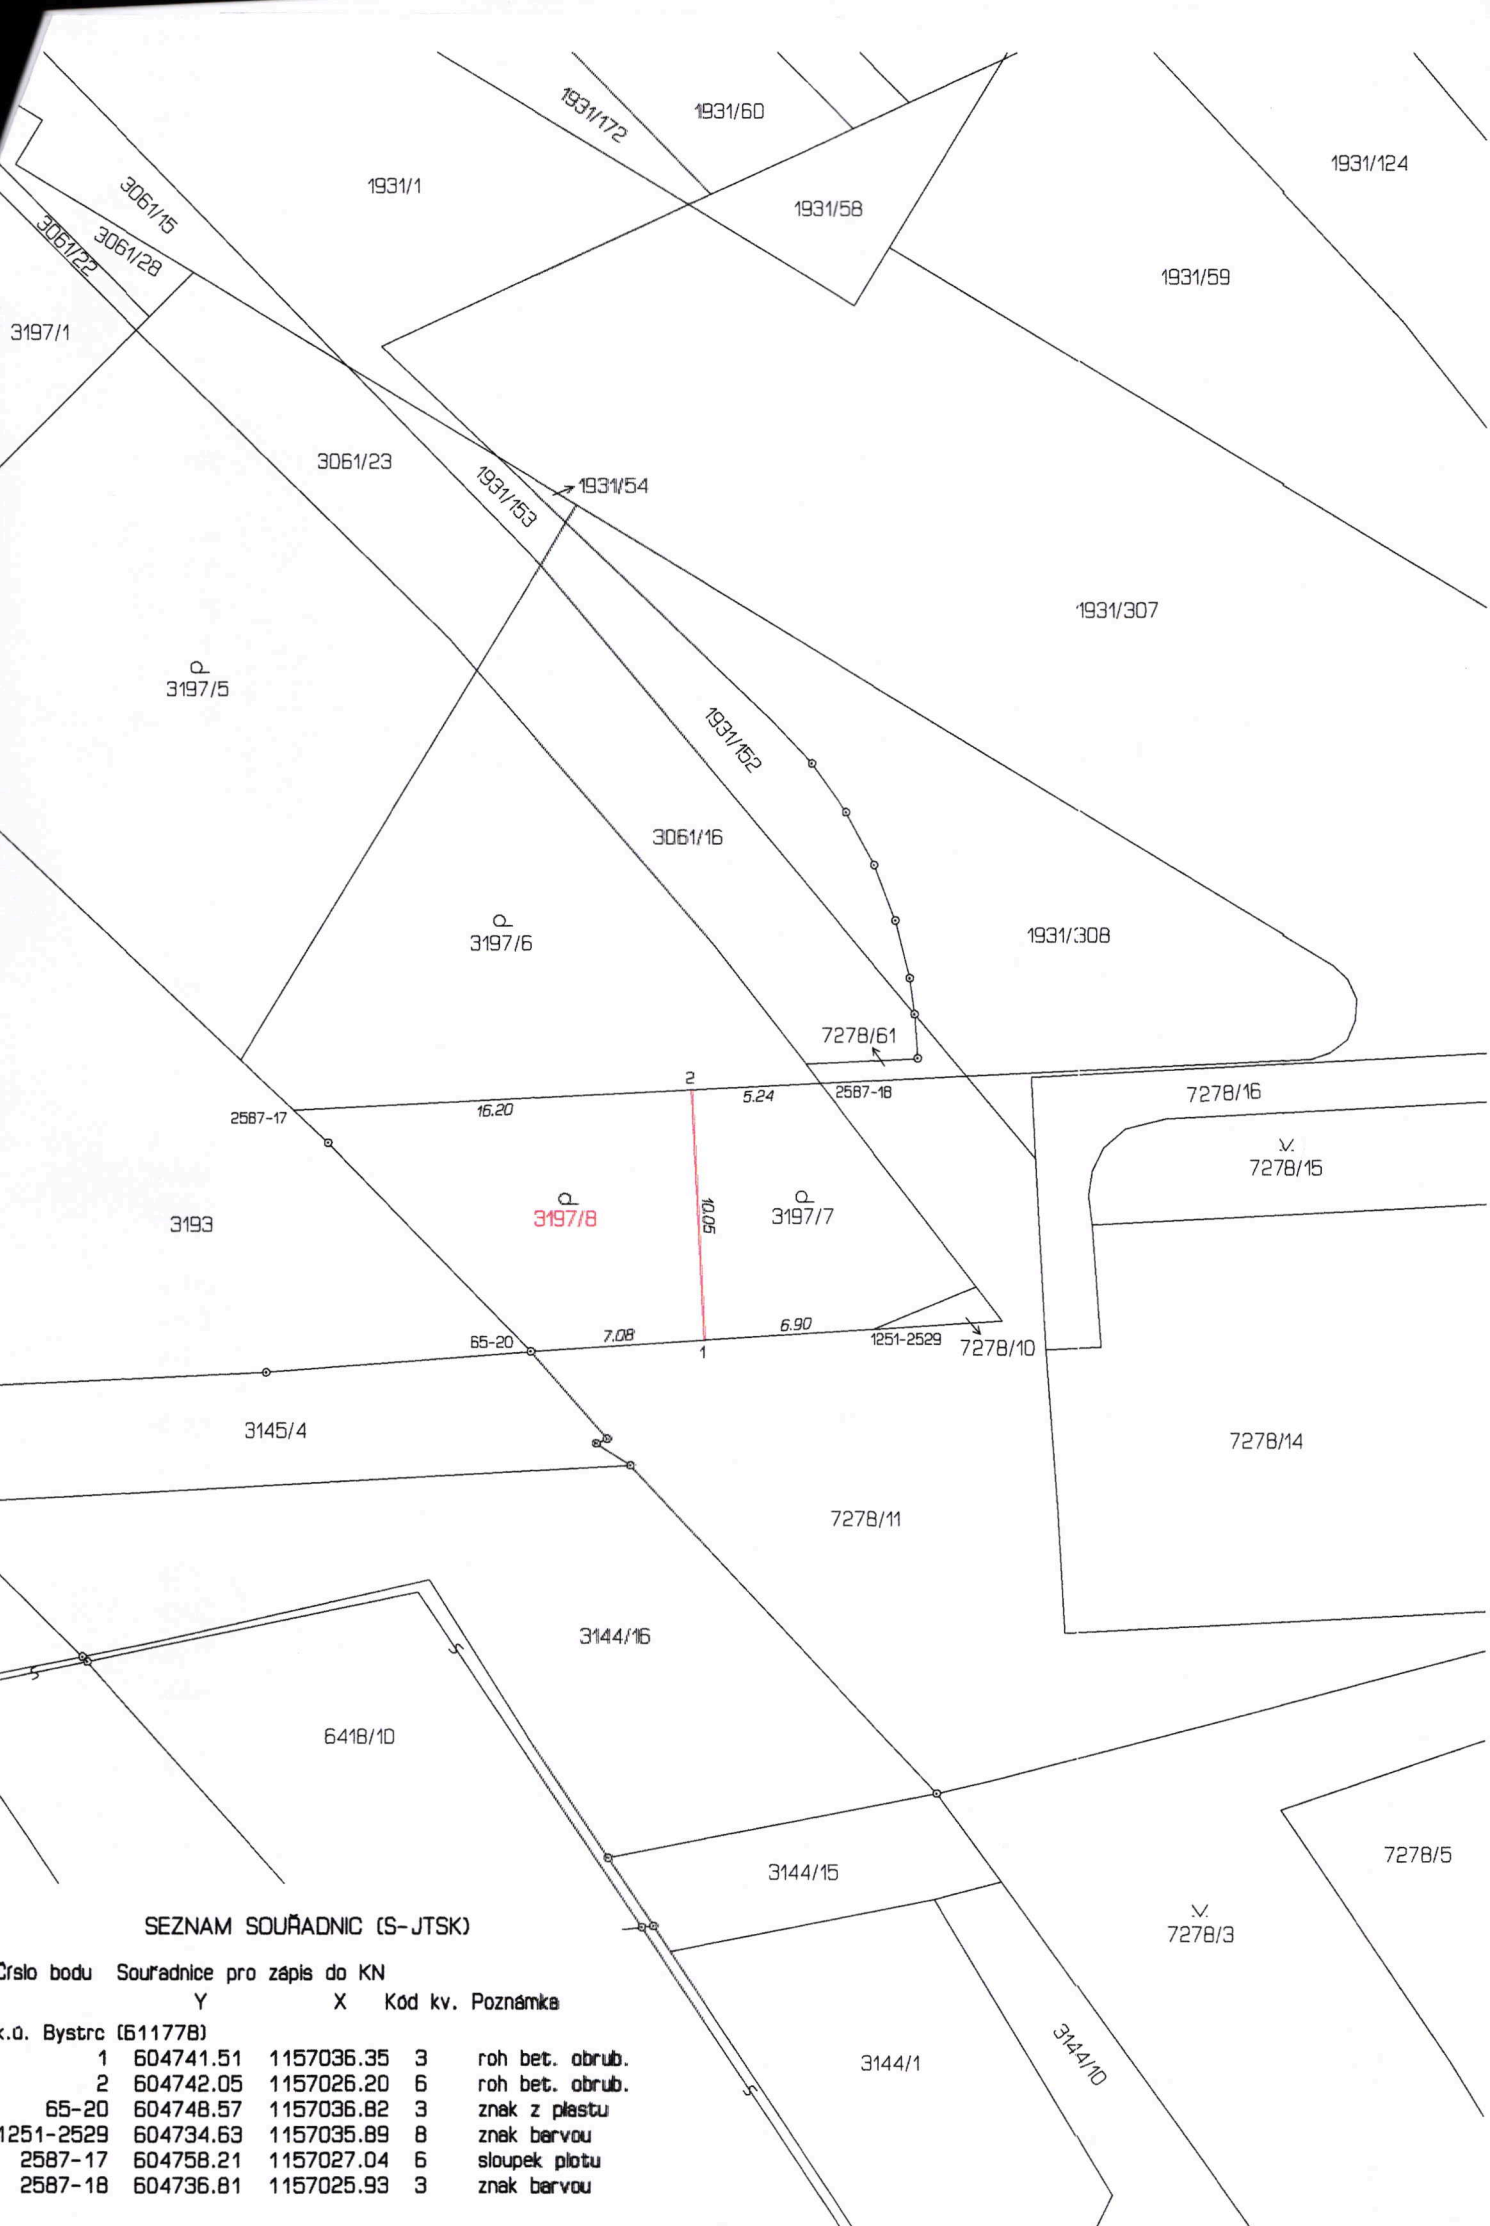 1931/172
1931/60
1931/124
3061/15
1931/1
1931/58
3061/22
3061/28
1931/59
3197/1
3061/23
1931/153
1931/54
1931/307
p
3197/5
1931/152
3061/16
p
3197/6
1931/308
7278/61
2
5.24
2587-18
7278/16
2587-17
16.20
v.
7278/15
3193
p
3197/8
10.05
p
3197/7
65-20
7.08
1
6.90
1251-2529
7278/10
3145/4
7278/14
7278/11
s
s
3144/16
6418/10
3144/15
7278/5
v.
7278/3
3144/1
3144/10
s
SEZNAM SOUŘADNIC (S-JTSK)
Číslo bodu Souřadnice pro zápis do KN
Y X Kód kv. Poznámka
k.ú. Bystrc (611778)
1 604741.51 1157036.35 3 roh bet. obrub.
2 604742.05 1157026.20 6 roh bet. obrub.
65-20 604748.57 1157036.82 3 znak z plastu
1251-2529 604734.63 1157035.89 8 znak barvou
2587-17 604758.21 1157027.04 6 sloupek plotu
2587-18 604736.81 1157025.93 3 znak barvou